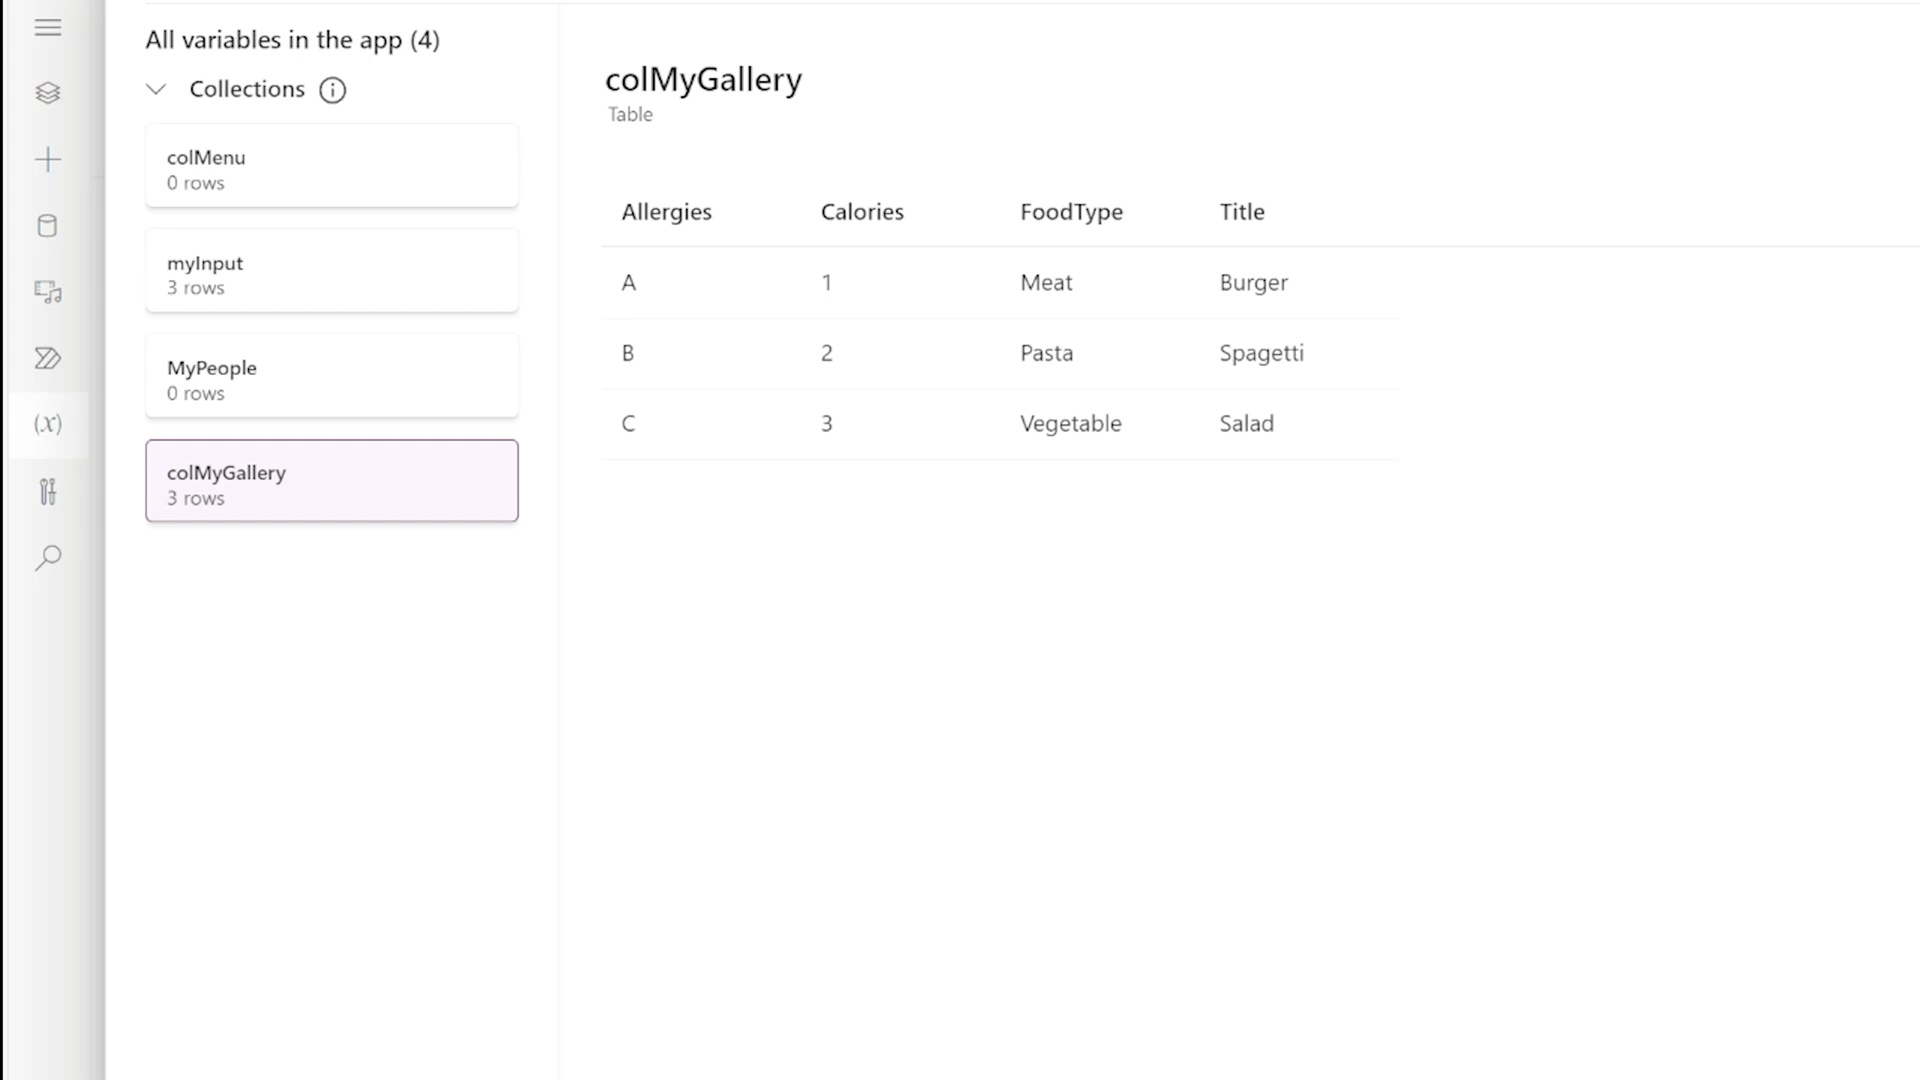 All variables in the app (4)
Collections
colMenu
0 rows
myInput
3 rows
MyPeople
0 rows
(x)
colMyGallery
3 rows
colMyGallery
Table
Allergies Calories FoodType Title
A 1 Meat Burger
B 2 Pasta Spagetti
C 3 Vegetable Salad